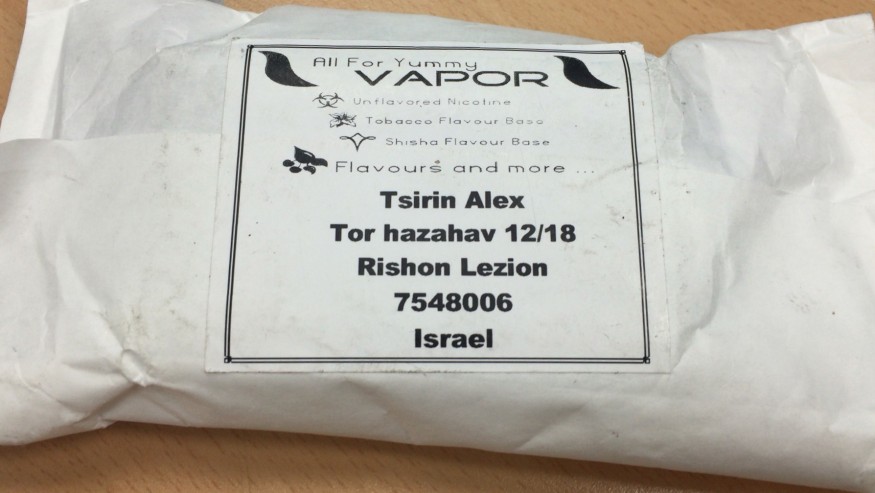 All For Yummy
VAPOR
Unflavored Nicotine
Tobacco Flavour Base
Shisha Flavour Base
Flavours and more ...
Tsirin Alex
Tor hazahav 12/18
Rishon Lezion
7548006
Israel